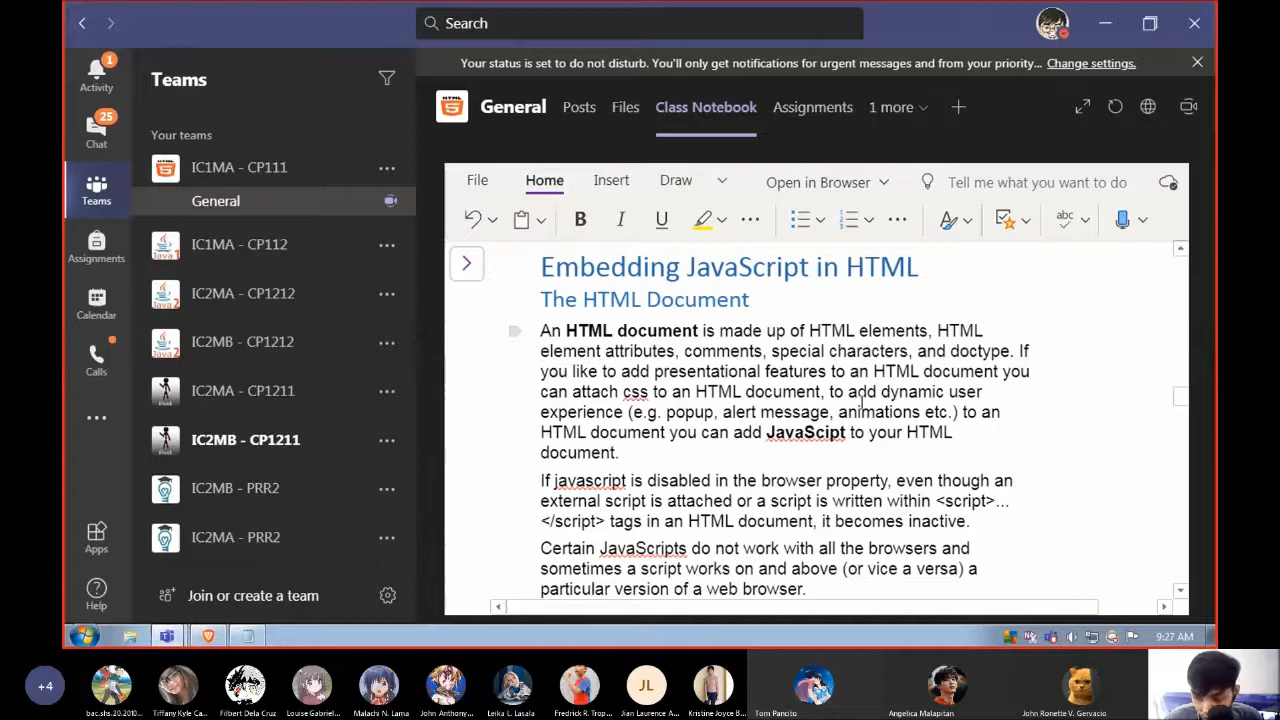 Search
Your status is set to do not disturb. You'll only get notifications for urgent messages and from your priority... Change settings.
Activity
1
Chat
25
Teams
Assignments
Calendar
Calls
Apps
Help
Teams
Your teams
IC1MA - CP111
General
IC1MA - CP112
IC2MA - CP1212
IC2MB - CP1212
IC2MA - CP1211
IC2MB - CP1211
IC2MB - PRR2
IC2MA - PRR2
Join or create a team
General Posts Files Class Notebook Assignments 1 more
File Home Insert Draw Open in Browser Tell me what you want to do
B I U abc
Embedding JavaScript in HTML
The HTML Document
An HTML document is made up of HTML elements, HTML
element attributes, comments, special characters, and doctype. If
you like to add presentational features to an HTML document you
can attach css to an HTML document, to add dynamic user
experience (e.g. popup, alert message, animations etc.) to an
HTML document you can add JavaScipt to your HTML
document.
If javascript is disabled in the browser property, even though an
external script is attached or a script is written within <script>...
</script> tags in an HTML document, it becomes inactive.
Certain JavaScripts do not work with all the browsers and
sometimes a script works on and above (or vice a versa) a
particular version of a web browser.
9:27 AM
+4
JL
bac.shs.20.2010... Tiffany Kyle Ca... Filbert Dela Cruz Louise Gabriel... Malachi N. Lama John Anthony... Leika L. Lasala Fredrick R. Trop... Jian Laurence A... Kristine Joyce B... Tom Pancito Angelica Malapitan John Ronette V. Gervacio